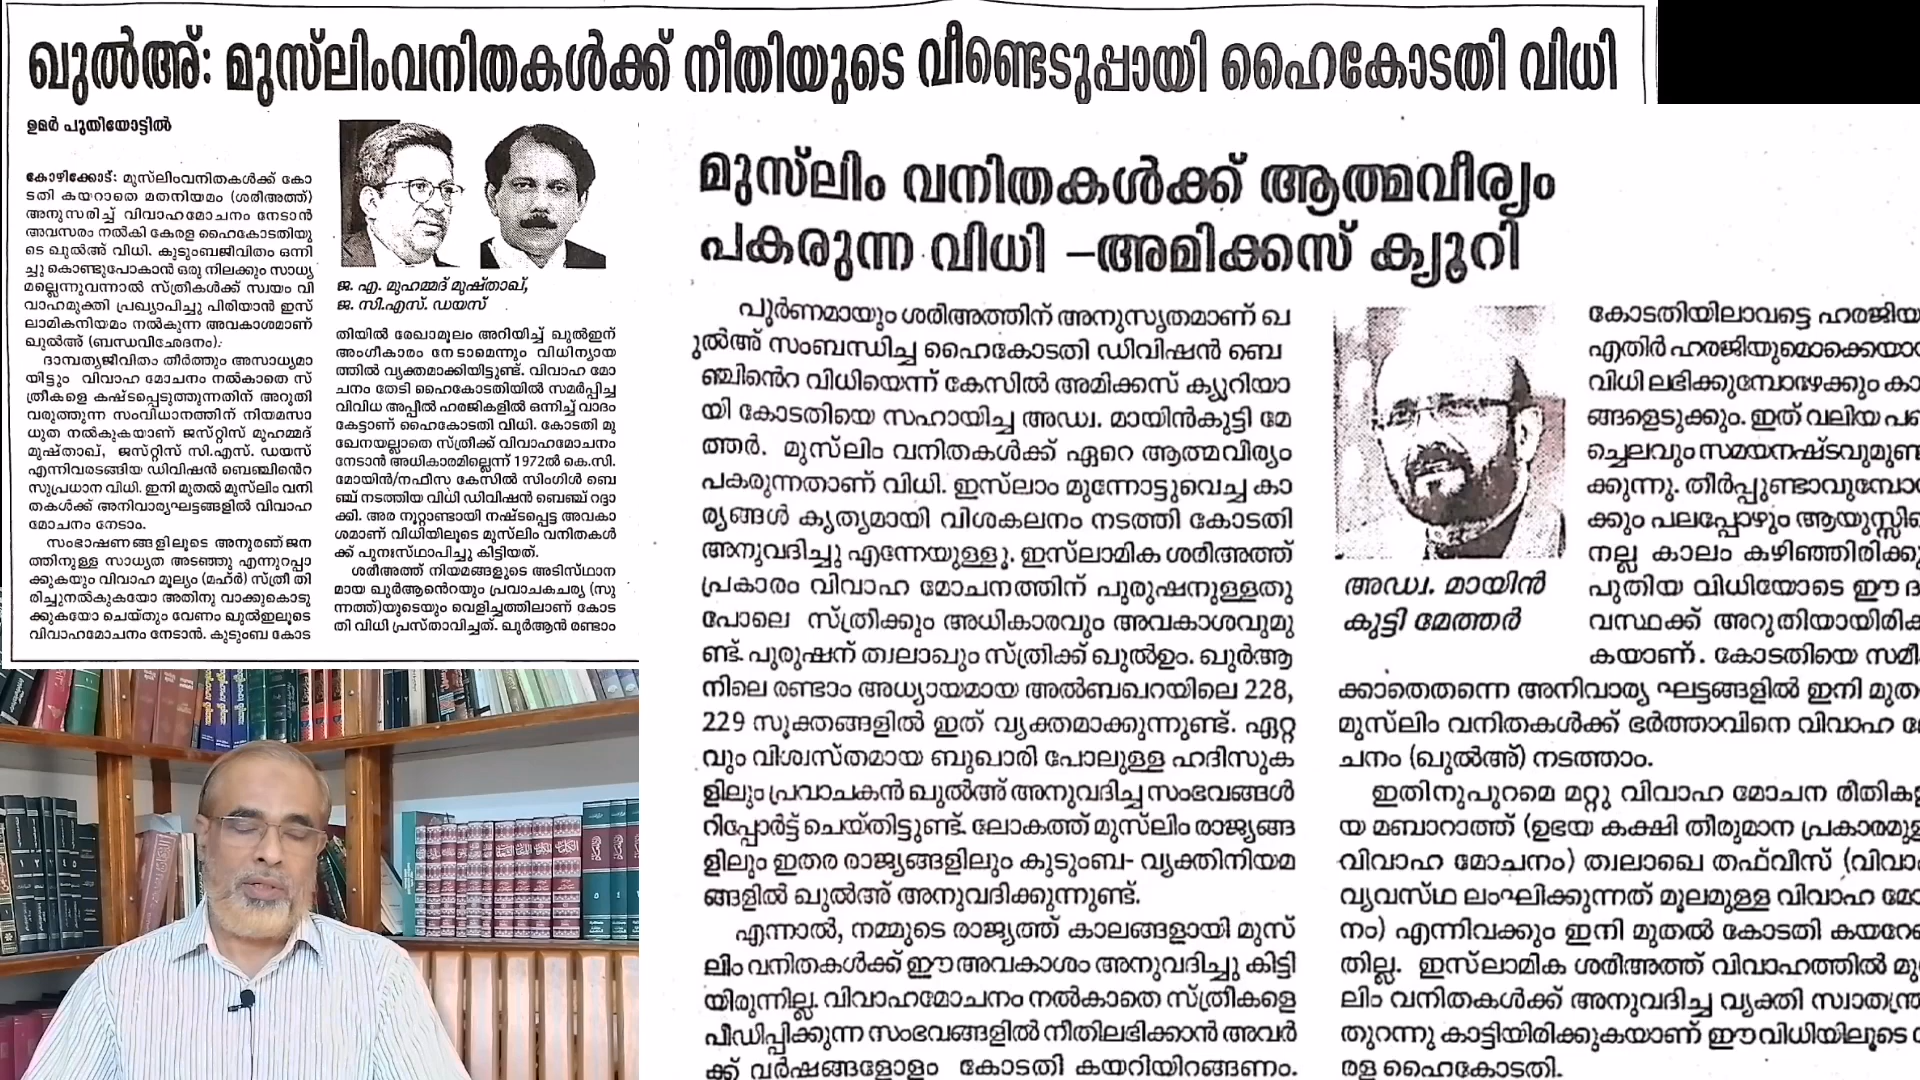 ഖുൽഅ്: മുസ്‌ലിംവനിതകൾക്ക് നീതിയുടെ വീണ്ടെടുപ്പായി ഹൈകോടതി വിധി
ഉമർ പുതിയോട്ടിൽ
കോഴിക്കോട്: മുസ്‌ലിംവനിതകൾക്ക് കോ
ടതി കയറാതെ മതനിയമം (ശരീഅത്ത്)
അനുസരിച്ച് വിവാഹമോചനം നേടാൻ
അവസരം നൽകി കേരള ഹൈകോടതിയു
ടെ ഖുൽഅ് വിധി. കുടുംബജീവിതം ഒന്നി
ച്ചു കൊണ്ടുപോകാൻ ഒരു നിലക്കും സാധ്യ
മല്ലെന്നുവന്നാൽ സ്ത്രീകൾക്ക് സ്വയം വി
വാഹമുക്തി പ്രഖ്യാപിച്ചു പിരിയാൻ ഇസ്
ലാമികനിയമം നൽകുന്ന അവകാശമാണ്
ഖുൽഅ് (ബന്ധവിഛേദനം).
ദാമ്പത്യജീവിതം തീർത്തും അസാധ്യമാ
യിട്ടും വിവാഹ മോചനം നൽകാതെ സ്
ത്രീകളെ കഷ്ടപ്പെടുത്തുന്നതിന് അറുതി
വരുത്തുന്ന സംവിധാനത്തിന് നിയമസാ
ധുത നൽകുകയാണ് ജസ്റ്റിസ് മുഹമ്മദ്
മുഷ്താഖ്, ജസ്റ്റിസ് സി.എസ്. ഡയസ്
എന്നിവരടങ്ങിയ ഡിവിഷൻ ബെഞ്ചിൻെറ
സുപ്രധാന വിധി. ഇനി മുതൽ മുസ്‌ലിം വനി
തകൾക്ക് അനിവാര്യഘട്ടങ്ങളിൽ വിവാഹ
മോചനം നേടാം.
സംഭാഷണങ്ങളിലൂടെ അനുരഞ്ജന
ത്തിനുള്ള സാധ്യത അടഞ്ഞു എന്നുറപ്പാ
ക്കുകയും വിവാഹ മൂല്യം (മഹ്ർ) സ്ത്രീ തി
രിച്ചുനൽകുകയോ അതിനു വാക്കുകൊടു
ക്കുകയോ ചെയ്തും വേണം ഖുൽഇലൂടെ
വിവാഹമോചനം നേടാൻ. കുടുംബ കോട
ജ. എ. മുഹമ്മദ് മുഷ്താഖ്,
ജ. സി.എസ്. ഡയസ്
തിയിൽ രേഖാമൂലം അറിയിച്ച് ഖുൽഇന്
അംഗീകാരം നേടാമെന്നും വിധിന്യായ
ത്തിൽ വ്യക്തമാക്കിയിട്ടുണ്ട്. വിവാഹ മോ
ചനം തേടി ഹൈകോടതിയിൽ സമർപ്പിച്ച
വിവിധ അപ്പീൽ ഹരജികളിൽ ഒന്നിച്ച് വാദം
കേട്ടാണ് ഹൈകോടതി വിധി. കോടതി മു
ഖേനയല്ലാതെ സ്ത്രീക്ക് വിവാഹമോചനം
നേടാൻ അധികാരമില്ലെന്ന് 1972ൽ കെ.സി.
മോയിൻ/നഫീസ കേസിൽ സിംഗിൾ ബെ
ഞ്ച് നടത്തിയ വിധി ഡിവിഷൻ ബെഞ്ച് റദ്ദാ
ക്കി. അര നൂറ്റാണ്ടായി നഷ്ടപ്പെട്ട അവകാ
ശമാണ് വിധിയിലൂടെ മുസ്‌ലിം വനിതകൾ
ക്ക് പുനഃസ്ഥാപിച്ചു കിട്ടിയത്.
ശരീഅത്ത് നിയമങ്ങളുടെ അടിസ്ഥാന
മായ ഖുർആൻെറയും പ്രവാചകചര്യ (സു
ന്നത്ത്)യുടെയും വെളിച്ചത്തിലാണ് കോട
തി വിധി പ്രസ്താവിച്ചത്. ഖുർആൻ രണ്ടാം
മുസ്‌ലിം വനിതകൾക്ക് ആത്മവീര്യം
പകരുന്ന വിധി –അമിക്കസ് ക്യൂറി
പൂർണമായും ശരീഅത്തിന് അനുസൃതമാണ് ഖ
ുൽഅ് സംബന്ധിച്ച ഹൈകോടതി ഡിവിഷൻ ബെ
ഞ്ചിൻെറ വിധിയെന്ന് കേസിൽ അമിക്കസ് ക്യൂറിയാ
യി കോടതിയെ സഹായിച്ച അഡ്വ. മായിൻകുട്ടി മേ
ത്തർ. മുസ്‌ലിം വനിതകൾക്ക് ഏറെ ആത്മവീര്യം
പകരുന്നതാണ് വിധി. ഇസ്‌ലാം മുന്നോട്ടുവെച്ച കാ
ര്യങ്ങൾ കൃത്യമായി വിശകലനം നടത്തി കോടതി
അനുവദിച്ചു എന്നേയുള്ളൂ. ഇസ്‌ലാമിക ശരീഅത്ത്
പ്രകാരം വിവാഹ മോചനത്തിന് പുരുഷനുള്ളതു
പോലെ സ്ത്രീക്കും അധികാരവും അവകാശവുമു
ണ്ട്. പുരുഷന് ത്വലാഖും സ്ത്രീക്ക് ഖുൽഉം. ഖുർആ
നിലെ രണ്ടാം അധ്യായമായ അൽബഖറയിലെ 228,
229 സൂക്തങ്ങളിൽ ഇത് വ്യക്തമാക്കുന്നുണ്ട്. ഏറ്റ
വും വിശ്വസ്തമായ ബുഖാരി പോലുള്ള ഹദീസുക
ളിലും പ്രവാചകൻ ഖുൽഅ് അനുവദിച്ച സംഭവങ്ങൾ
റിപ്പോർട്ട് ചെയ്തിട്ടുണ്ട്. ലോകത്ത് മുസ്‌ലിം രാജ്യങ്ങ
ളിലും ഇതര രാജ്യങ്ങളിലും കുടുംബ- വ്യക്തിനിയമ
ങ്ങളിൽ ഖുൽഅ് അനുവദിക്കുന്നുണ്ട്.
എന്നാൽ, നമ്മുടെ രാജ്യത്ത് കാലങ്ങളായി മുസ്
ലിം വനിതകൾക്ക് ഈ അവകാശം അനുവദിച്ചു കിട്ടി
യിരുന്നില്ല. വിവാഹമോചനം നൽകാതെ സ്ത്രീകളെ
പീഡിപ്പിക്കുന്ന സംഭവങ്ങളിൽ നീതിലഭിക്കാൻ അവർ
ക്ക് വർഷങ്ങളോളം കോടതി കയറിയിറങ്ങണം.
അഡ്വ. മായിൻ
കുട്ടി മേത്തർ
കോടതിയിലാവട്ടെ ഹരജിയ
എതിർ ഹരജിയുമൊക്കെയാ
വിധി ലഭിക്കുമ്പോഴേക്കും കാ
ങ്ങളെടുക്കും. ഇത് വലിയ പണ
ച്ചെലവും സമയനഷ്ടവുമുണ്ട
ക്കുന്നു. തീർപ്പുണ്ടാവുമ്പോ
ക്കും പലപ്പോഴും ആയുസ്സി
നല്ല കാലം കഴിഞ്ഞിരിക്കു
പുതിയ വിധിയോടെ ഈ ദ
വസ്ഥക്ക് അറുതിയായിരിക
കയാണ്. കോടതിയെ സമീ
ക്കാതെതന്നെ അനിവാര്യ ഘട്ടങ്ങളിൽ ഇനി മുത
മുസ്‌ലിം വനിതകൾക്ക് ഭർത്താവിനെ വിവാഹ മേ
ചനം (ഖുൽഅ്) നടത്താം.
ഇതിനുപുറമെ മറ്റു വിവാഹ മോചന രീതികള
യ മബാറാത്ത് (ഉഭയ കക്ഷി തീരുമാന പ്രകാരമുള
വിവാഹ മോചനം) ത്വലാഖെ തഫ്‌വീസ് (വിവാ
വ്യവസ്ഥ ലംഘിക്കുന്നത് മൂലമുള്ള വിവാഹ മോ
നം) എന്നിവക്കും ഇനി മുതൽ കോടതി കയറേ
തില്ല. ഇസ്‌ലാമിക ശരീഅത്ത് വിവാഹത്തിൽ മു
ലിം വനിതകൾക്ക് അനുവദിച്ച വ്യക്തി സ്വാതന്ത്ര
തുറന്നു കാട്ടിയിരിക്കുകയാണ് ഈ വിധിയിലൂടെ
രള ഹൈകോടതി.